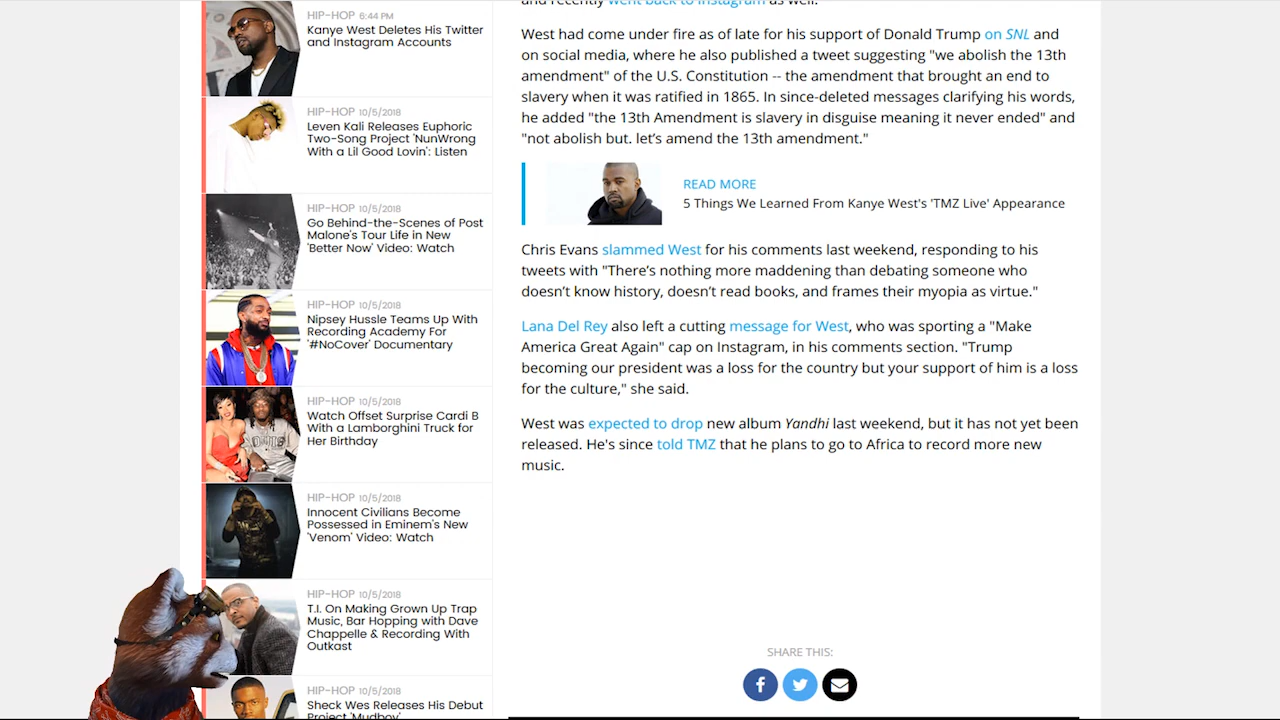 HIP-HOP 6:44 PM
Kanye West Deletes His Twitter
and Instagram Accounts
HIP-HOP 10/5/2018
Leven Kali Releases Euphoric
Two-Song Project 'NunWrong
With a Lil Good Lovin': Listen
HIP-HOP 10/5/2018
Go Behind-the-Scenes of Post
Malone's Tour Life in New
'Better Now' Video: Watch
HIP-HOP 10/5/2018
Nipsey Hussle Teams Up With
Recording Academy For
'#NoCover' Documentary
HIP-HOP 10/5/2018
Watch Offset Surprise Cardi B
With a Lamborghini Truck for
Her Birthday
HIP-HOP 10/5/2018
Innocent Civilians Become
Possessed in Eminem's New
'Venom' Video: Watch
HIP-HOP 10/5/2018
T.I. On Making Grown Up Trap
Music, Bar Hopping with Dave
Chappelle & Recording With
Outkast
HIP-HOP 10/5/2018
Sheck Wes Releases His Debut
Project 'Mudboy'
and recently went back to Instagram as well.
West had come under fire as of late for his support of Donald Trump on SNL and
on social media, where he also published a tweet suggesting "we abolish the 13th
amendment" of the U.S. Constitution -- the amendment that brought an end to
slavery when it was ratified in 1865. In since-deleted messages clarifying his words,
he added "the 13th Amendment is slavery in disguise meaning it never ended" and
"not abolish but. let’s amend the 13th amendment."
READ MORE
5 Things We Learned From Kanye West's 'TMZ Live' Appearance
Chris Evans slammed West for his comments last weekend, responding to his
tweets with "There’s nothing more maddening than debating someone who
doesn’t know history, doesn’t read books, and frames their myopia as virtue."
Lana Del Rey also left a cutting message for West, who was sporting a "Make
America Great Again" cap on Instagram, in his comments section. "Trump
becoming our president was a loss for the country but your support of him is a loss
for the culture," she said.
West was expected to drop new album Yandhi last weekend, but it has not yet been
released. He's since told TMZ that he plans to go to Africa to record more new
music.
SHARE THIS: